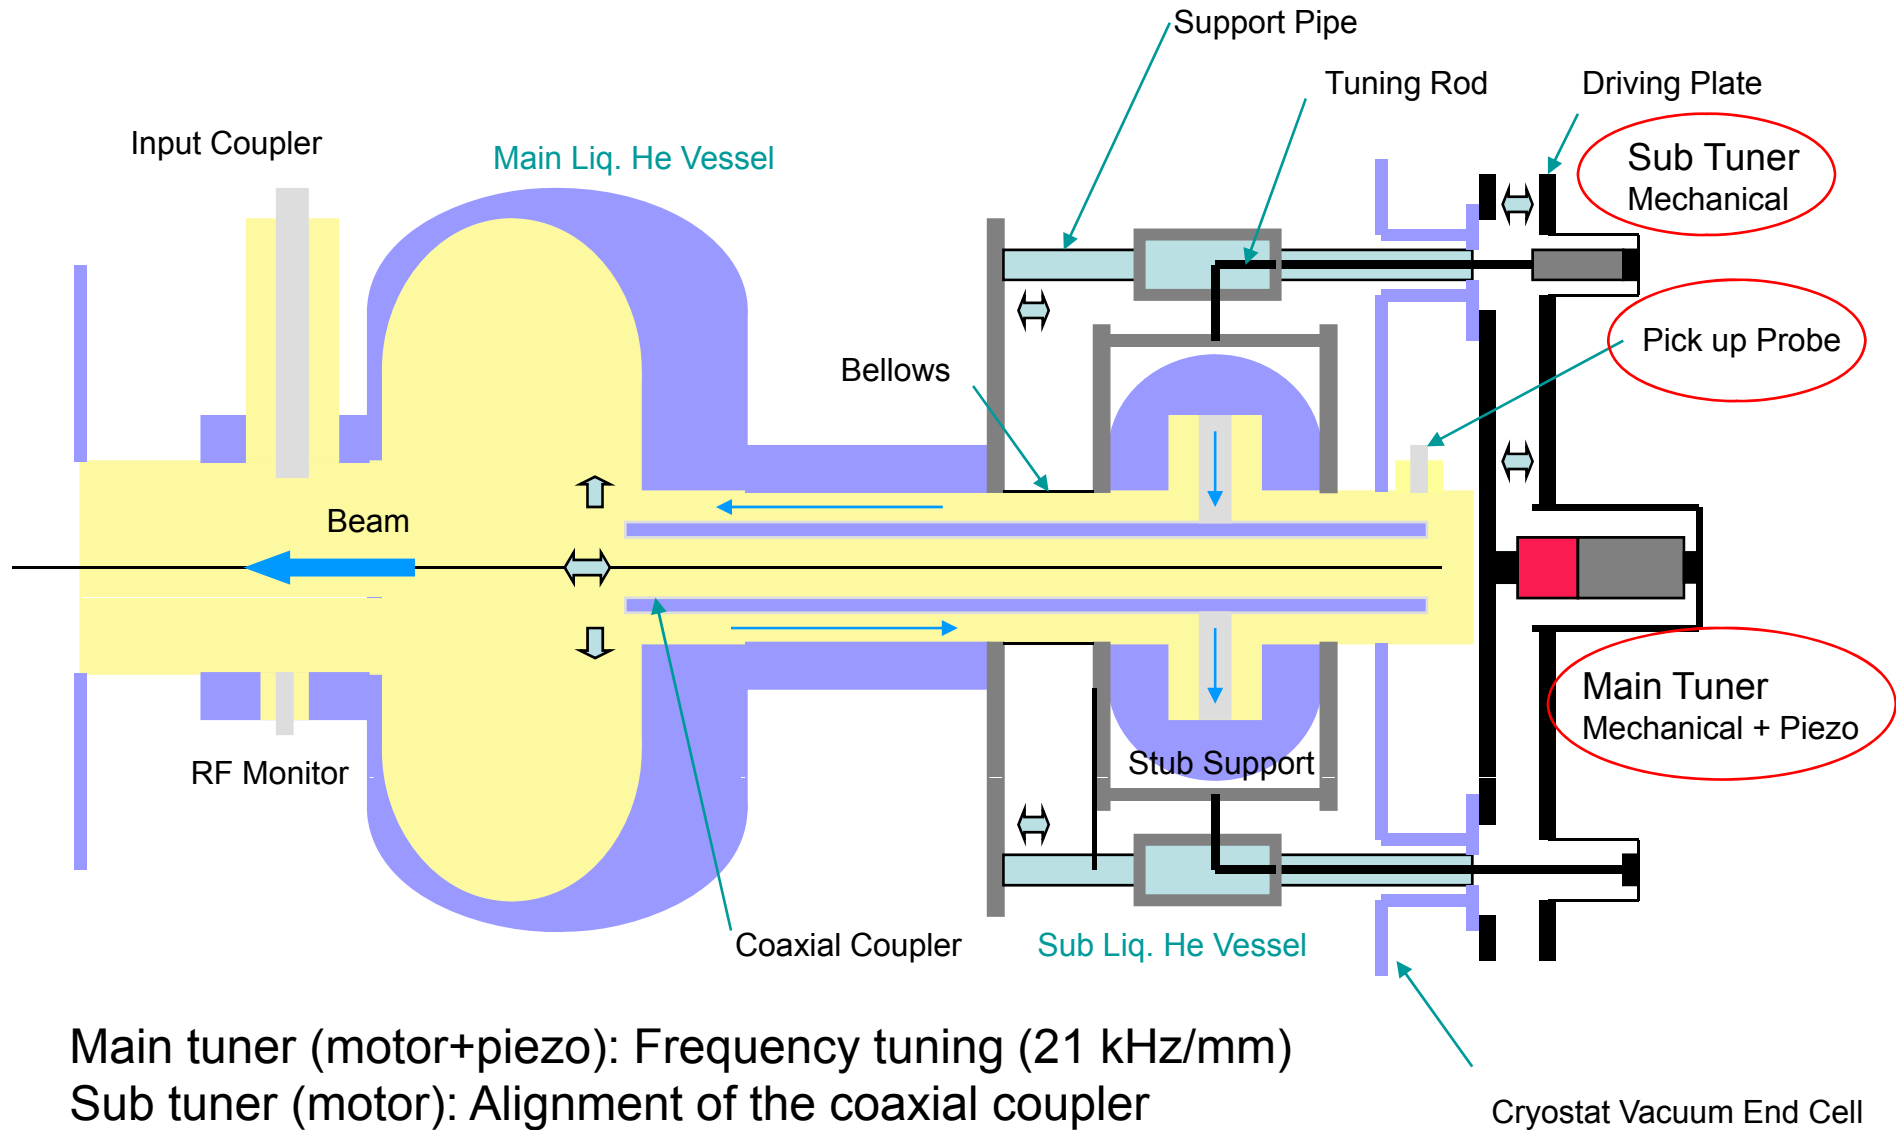 Support Pipe
Tuning Rod
Driving Plate
Input Coupler
Main Liq. He Vessel
Sub Tuner
Mechanical
Pick up Probe
Bellows
Beam
Main Tuner
Mechanical + Piezo
RF Monitor
Stub Support
Coaxial Coupler
Sub Liq. He Vessel
Main tuner (motor+piezo): Frequency tuning (21 kHz/mm)
Sub tuner (motor): Alignment of the coaxial coupler
Cryostat Vacuum End Cell